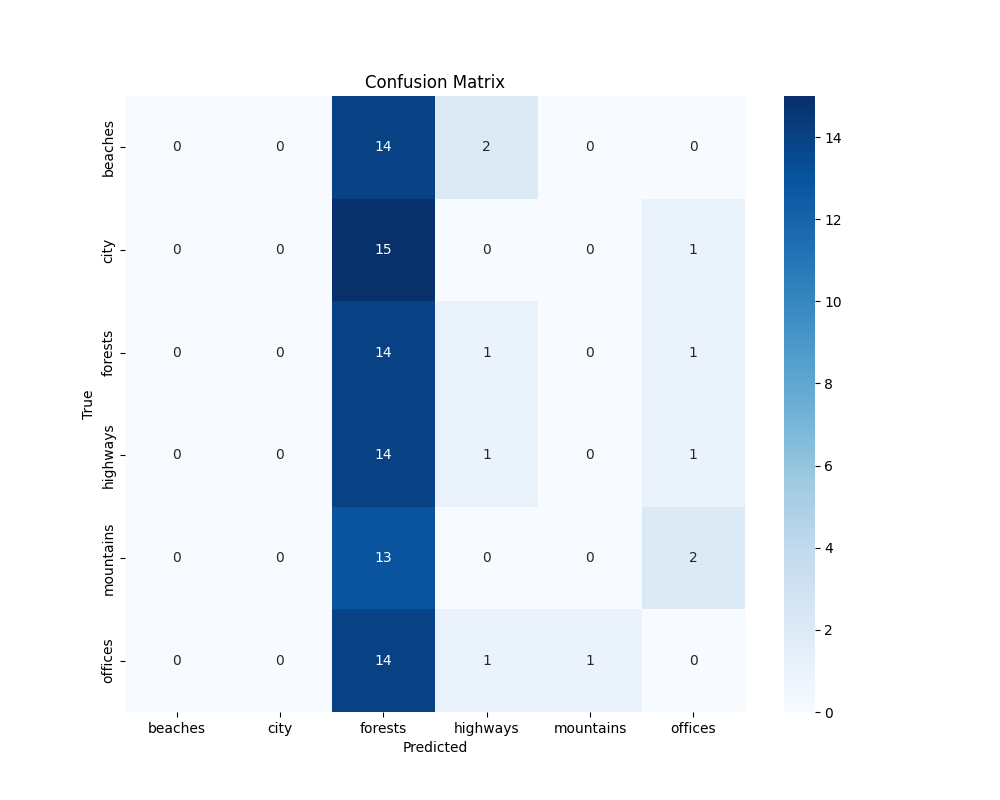 Confusion Matrix
beaches 0 0 14 2 0 0
city 0 0 15 0 0 1
forests 0 0 14 1 0 1
highways 0 0 14 1 0 1
mountains 0 0 13 0 0 2
offices 0 0 14 1 1 0
True
beaches city forests highways mountains offices
Predicted
14
12
10
8
6
4
2
0